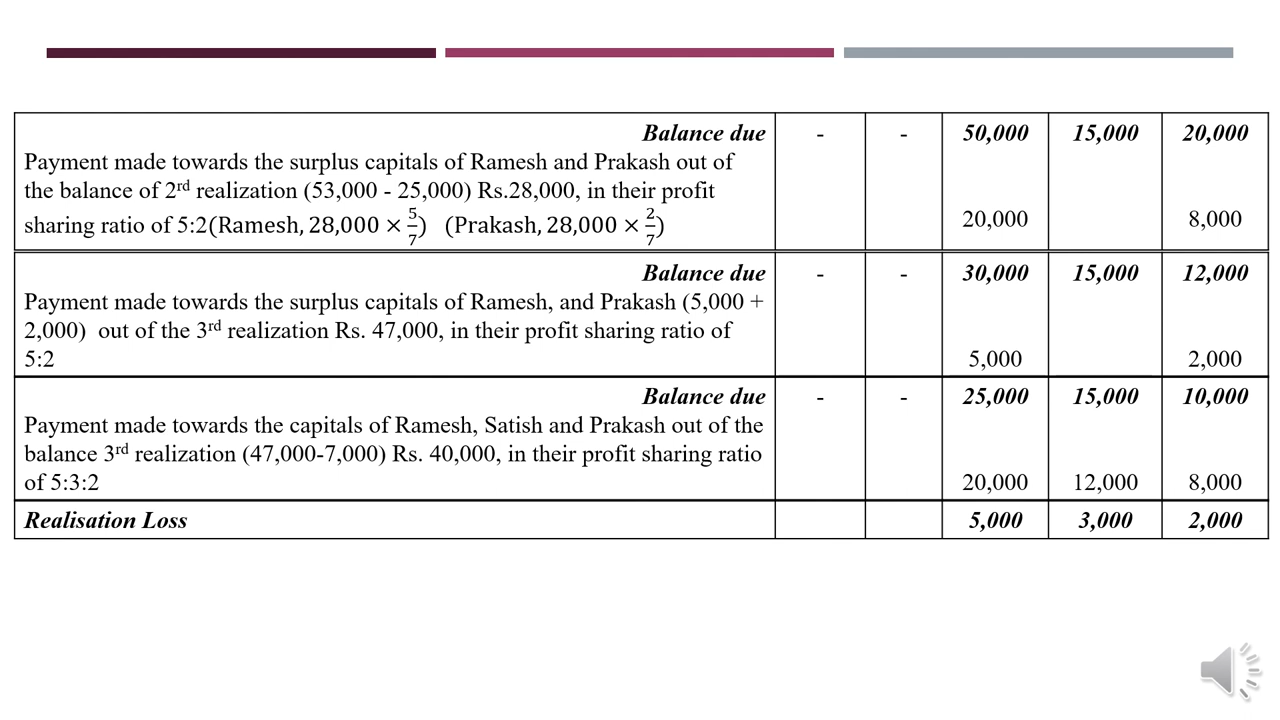 Balance due - - 50,000 15,000 20,000
Payment made towards the surplus capitals of Ramesh and Prakash out of
the balance of 2rd realization (53,000 - 25,000) Rs.28,000, in their profit
sharing ratio of 5:2(Ramesh, 28,000 × 5/7) (Prakash, 28,000 × 2/7) 20,000 8,000
Balance due - - 30,000 15,000 12,000
Payment made towards the surplus capitals of Ramesh, and Prakash (5,000 +
2,000) out of the 3rd realization Rs. 47,000, in their profit sharing ratio of
5:2 5,000 2,000
Balance due - - 25,000 15,000 10,000
Payment made towards the capitals of Ramesh, Satish and Prakash out of the
balance 3rd realization (47,000-7,000) Rs. 40,000, in their profit sharing ratio
of 5:3:2 20,000 12,000 8,000
Realisation Loss 5,000 3,000 2,000